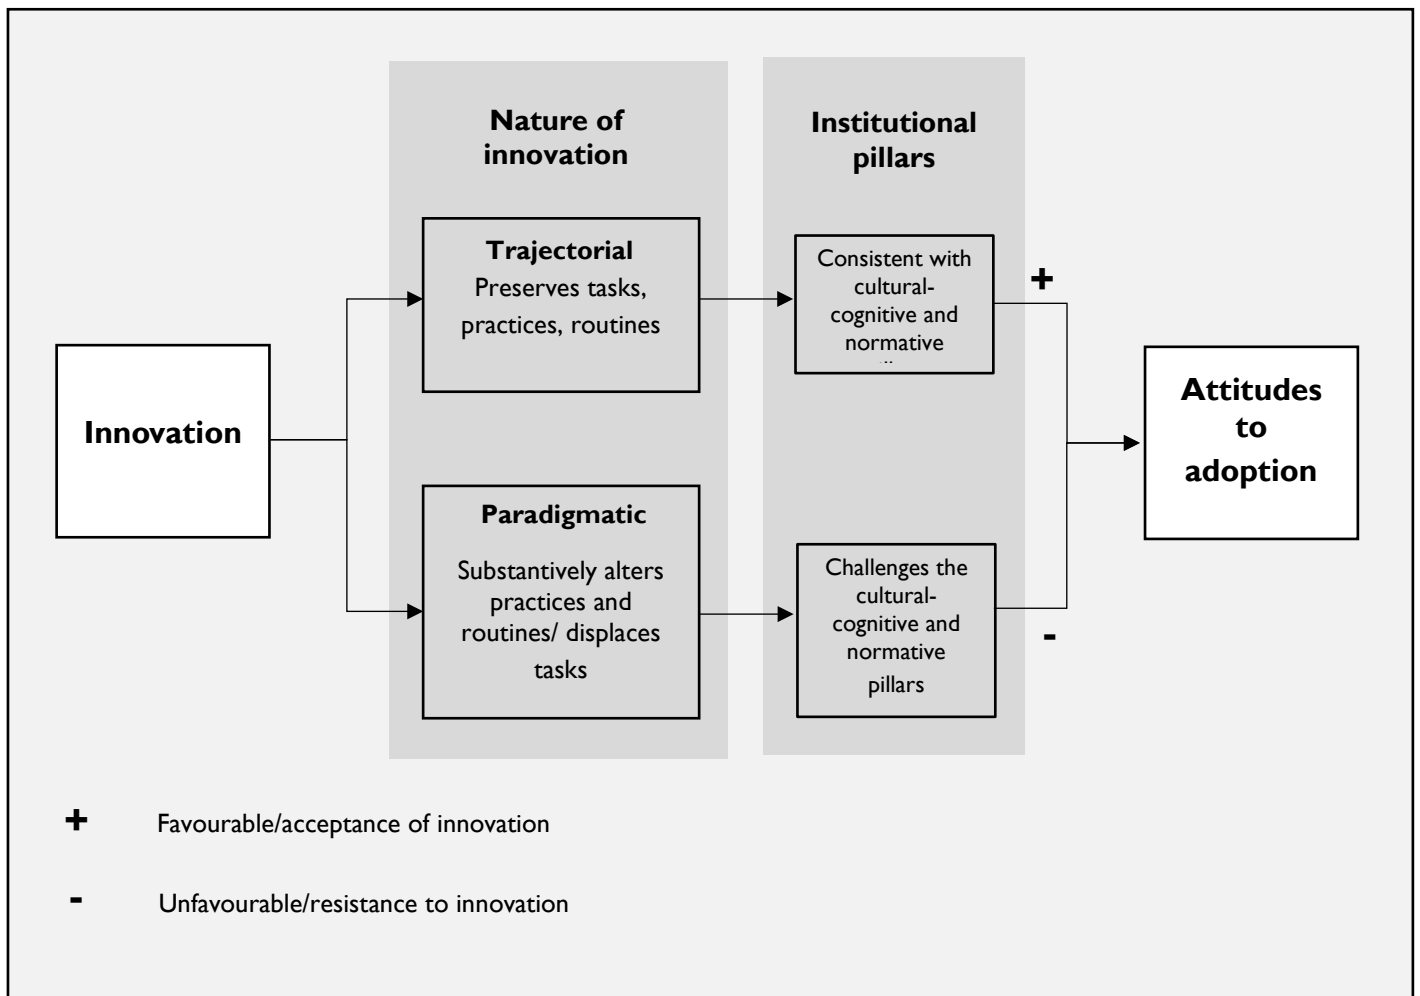 Nature of
innovation
Institutional
pillars
Trajectorial
Preserves tasks,
practices, routines
Consistent with
cultural-
cognitive and
normative
+
Innovation
Attitudes
to
adoption
Paradigmatic
Substantively alters
practices and
routines/ displaces
tasks
Challenges the
cultural-
cognitive and
normative
pillars
-
+ Favourable/acceptance of innovation
- Unfavourable/resistance to innovation